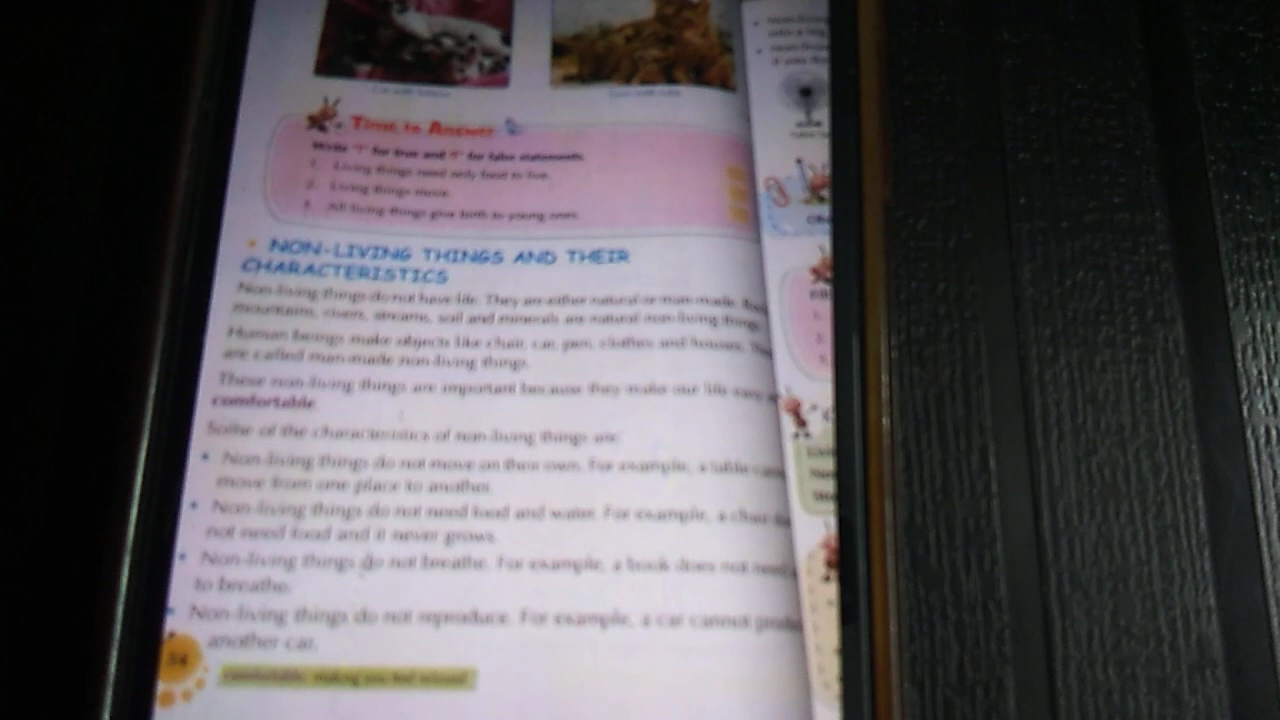 Time to Answer
Write "T" for true and "F" for false statements.
1. Living things need only food to live.
2. Living things move.
3. All living things give birth to young ones.
NON-LIVING THINGS AND THEIR
CHARACTERISTICS
Non-living things do not have life. They are either natural or man-made.
mountains, rivers, streams, soil and minerals are natural non-living things.
Human beings make objects like chair, car, pen, clothes and houses.
are called man-made non-living things.
These non-living things are important because they make our life easy
comfortable.
Some of the characteristics of non-living things are:
• Non-living things do not move on their own. For example, a table
move from one place to another.
• Non-living things do not need food and water. For example, a chair
not need food and it never grows.
• Non-living things do not breathe. For example, a book does not need
to breathe.
• Non-living things do not reproduce. For example, a car cannot
another car.
comfortable: making you feel relaxed